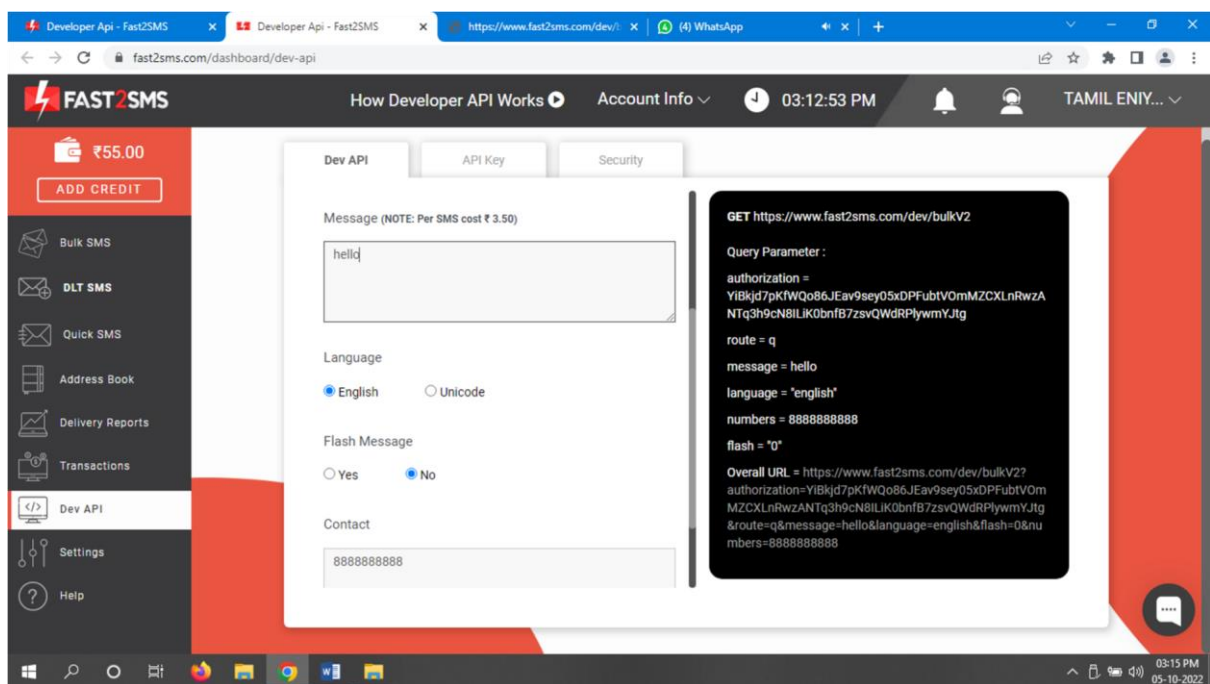 Developer Api - Fast2SMS
Developer Api - Fast2SMS
https://www.fast2sms.com/dev/b
(4) WhatsApp
fast2sms.com/dashboard/dev-api
FAST2SMS
How Developer API Works
Account Info
03:12:53 PM
TAMIL ENIY...
₹55.00
ADD CREDIT
Bulk SMS
DLT SMS
Quick SMS
Address Book
Delivery Reports
Transactions
Dev API
Settings
Help
Dev API
API Key
Security
Message (NOTE: Per SMS cost ₹ 3.50)
hello
Language
English
Unicode
Flash Message
Yes
No
Contact
8888888888
GET https://www.fast2sms.com/dev/bulkV2
Query Parameter :
authorization =
YiBkjd7pKfWQo86JEav9sey05xDPFubtVOmMZCXLnRwzA
NTq3h9cN8ILiK0bnfB7zsvQWdRPlywmYJtg
route = q
message = hello
language = "english"
numbers = 8888888888
flash = "0"
Overall URL = https://www.fast2sms.com/dev/bulkV2?
authorization=YiBkjd7pKfWQo86JEav9sey05xDPFubtVOm
MZCXLnRwzANTq3h9cN8ILiK0bnfB7zsvQWdRPlywmYJtg
&route=q&message=hello&language=english&flash=0&nu
mbers=8888888888
03:15 PM
05-10-2022